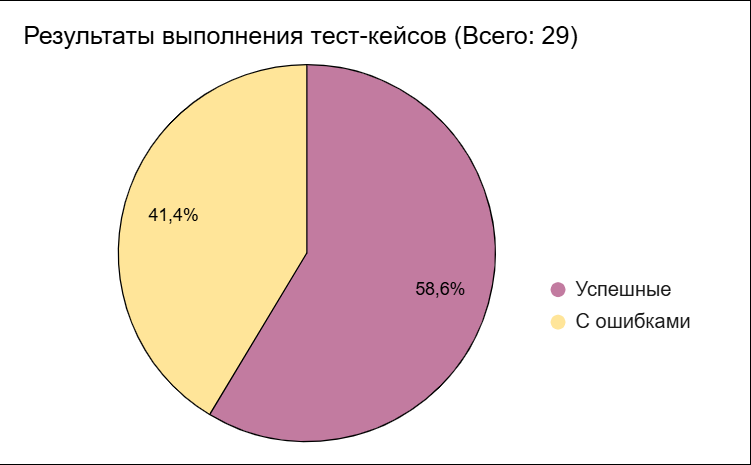 Результаты выполнения тест-кейсов (Всего: 29)
41,4%
58,6%
Успешные
С ошибками